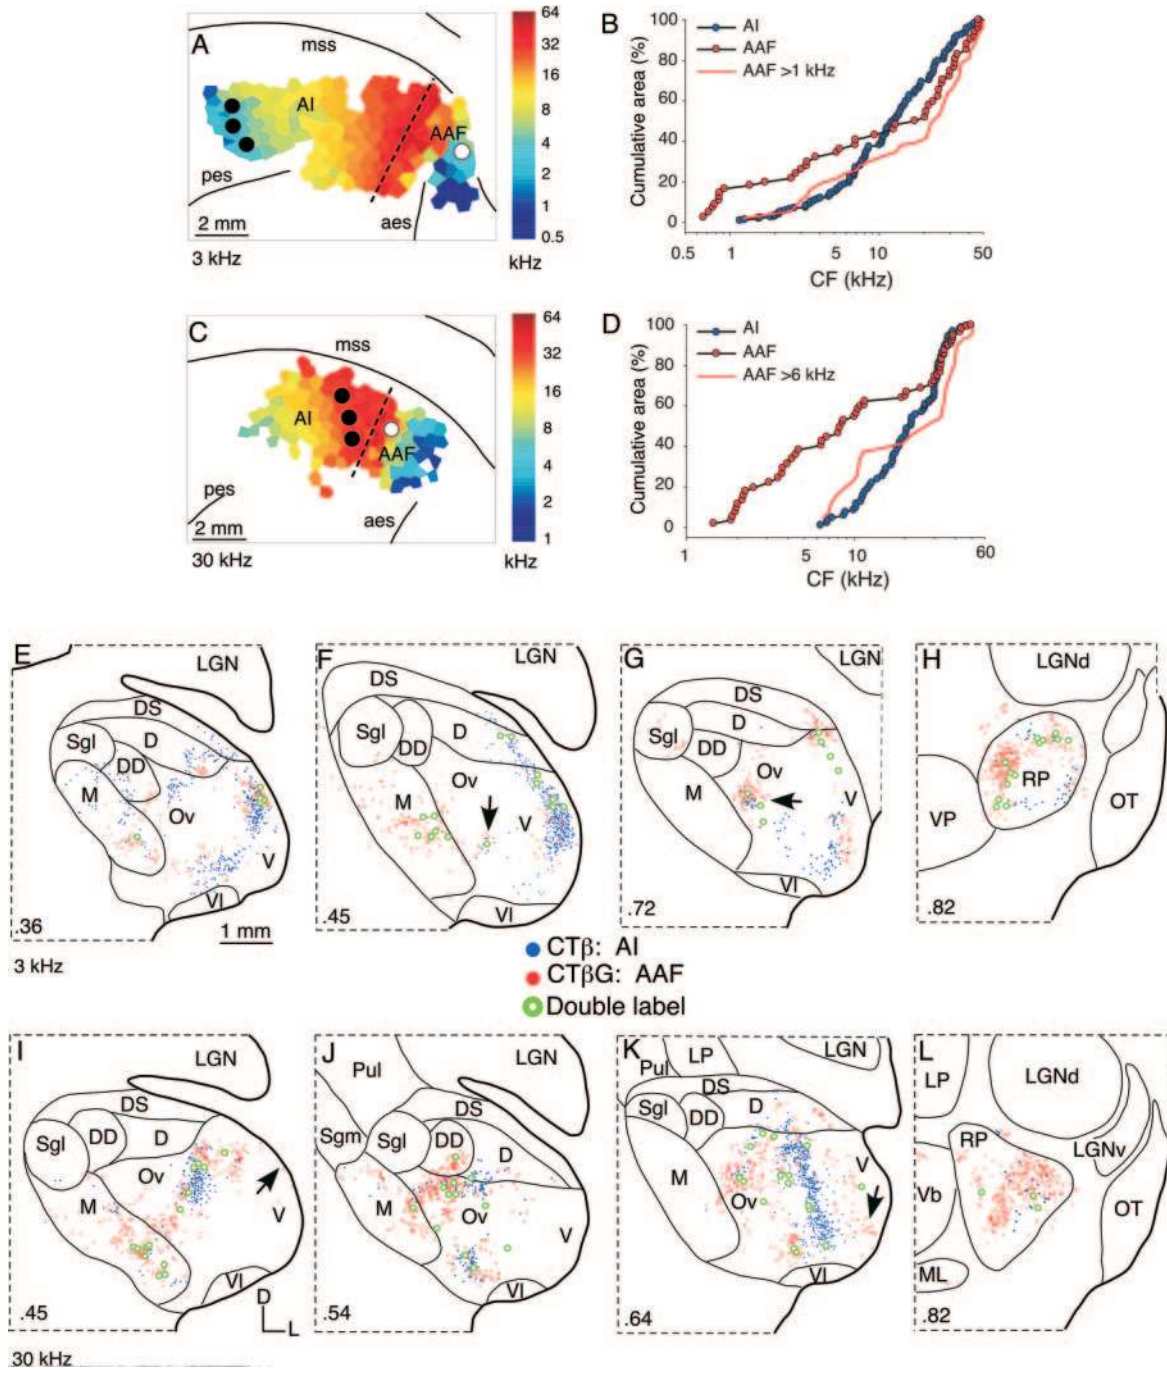 A
mss
AI
AAF
pes
aes
2 mm
3 kHz
64
32
16
8
4
2
1
0.5
kHz
B
AI
AAF
AAF >1 kHz
Cumulative area (%)
100
80
60
40
20
0
0.5
1
5
10
50
CF (kHz)
C
mss
AI
AAF
pes
aes
2 mm
30 kHz
64
32
16
8
4
2
1
kHz
D
AI
AAF
AAF >6 kHz
Cumulative area (%)
100
80
60
40
20
0
1
5
10
60
CF (kHz)
E
LGN
DS
Sgl
D
DD
M
Ov
V
VI
.36
1 mm
3 kHz
F
LGN
DS
Sgl
DD
D
Ov
M
V
VI
.45
G
LGN
DS
D
Sgl
DD
Ov
M
V
VI
.72
H
LGNd
RP
VP
OT
.82
CTβ: AI
CTβG: AAF
Double label
I
LGN
DS
Sgl
DD
D
Ov
M
V
VI
.45
D
L
30 kHz
J
Pul
LGN
DS
Sgm
Sgl
DD
D
M
Ov
V
VI
.54
K
Pul
LP
LGN
DS
Sgl
DD
D
M
Ov
V
VI
.64
L
LP
LGNd
RP
LGNv
Vb
OT
ML
.82